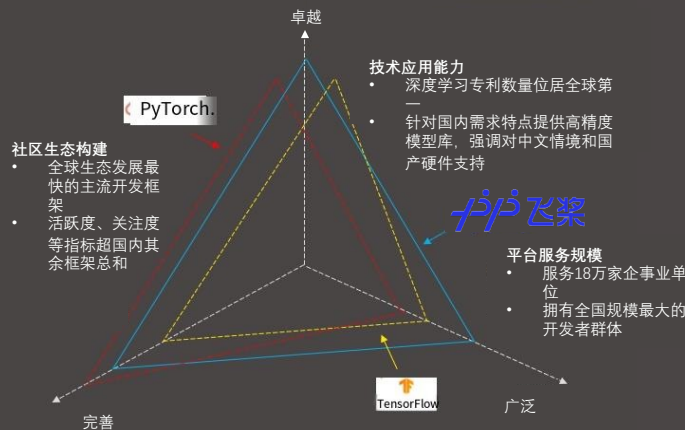 卓越
技术应用能力
• 深度学习专利数量位居全球第
一
• 针对国内需求特点提供高精度
模型库，强调对中文情境和国
产硬件支持
PyTorch.
社区生态构建
• 全球生态发展最
快的主流开发框
架
• 活跃度、关注度
等指标超国内其
余框架总和
飞桨
平台服务规模
• 服务18万家企事业单
位
• 拥有全国规模最大的
开发者群体
TensorFlow
广泛
完善